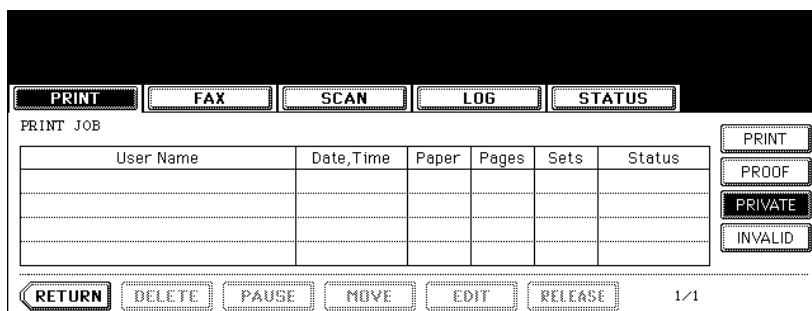 PRINT FAX SCAN LOG STATUS
PRINT JOB
User Name Date,Time Paper Pages Sets Status
PRINT
PROOF
PRIVATE
INVALID
RETURN DELETE PAUSE MOVE EDIT RELEASE 1/1